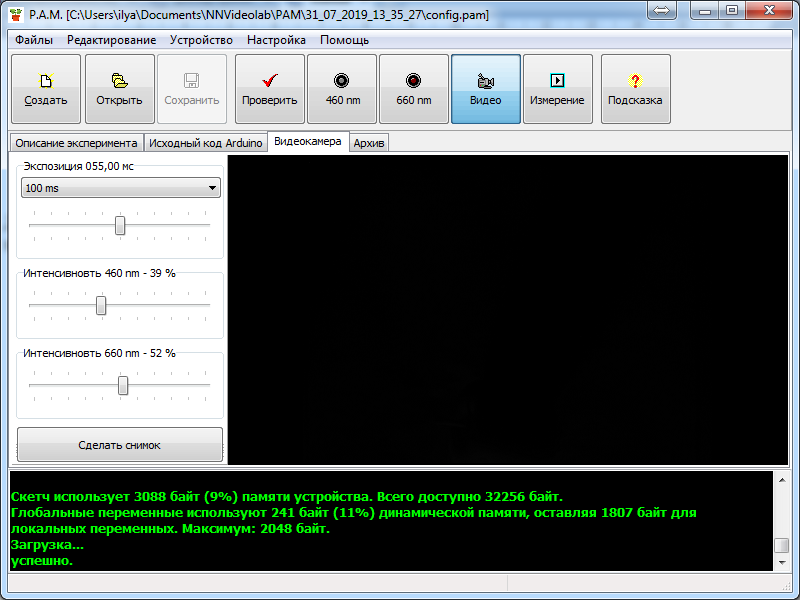 P.A.M. [C:\Users\ilya\Documents\NNVideolab\PAM\31_07_2019_13_35_27\config.pam]
Файлы Редактирование Устройство Настройка Помощь
Создать Открыть Сохранить Проверить 460 nm 660 nm Видео Измерение Подсказка
Описание эксперимента Исходный код Arduino Видеокамера Архив
Экспозиция 055,00 мс
100 ms
Интенсивновть 460 nm - 39 %
Интенсивновть 660 nm - 52 %
Сделать снимок
Скетч использует 3088 байт (9%) памяти устройства. Всего доступно 32256 байт.
Глобальные переменные используют 241 байт (11%) динамической памяти, оставляя 1807 байт для
локальных переменных. Максимум: 2048 байт.
Загрузка...
успешно.